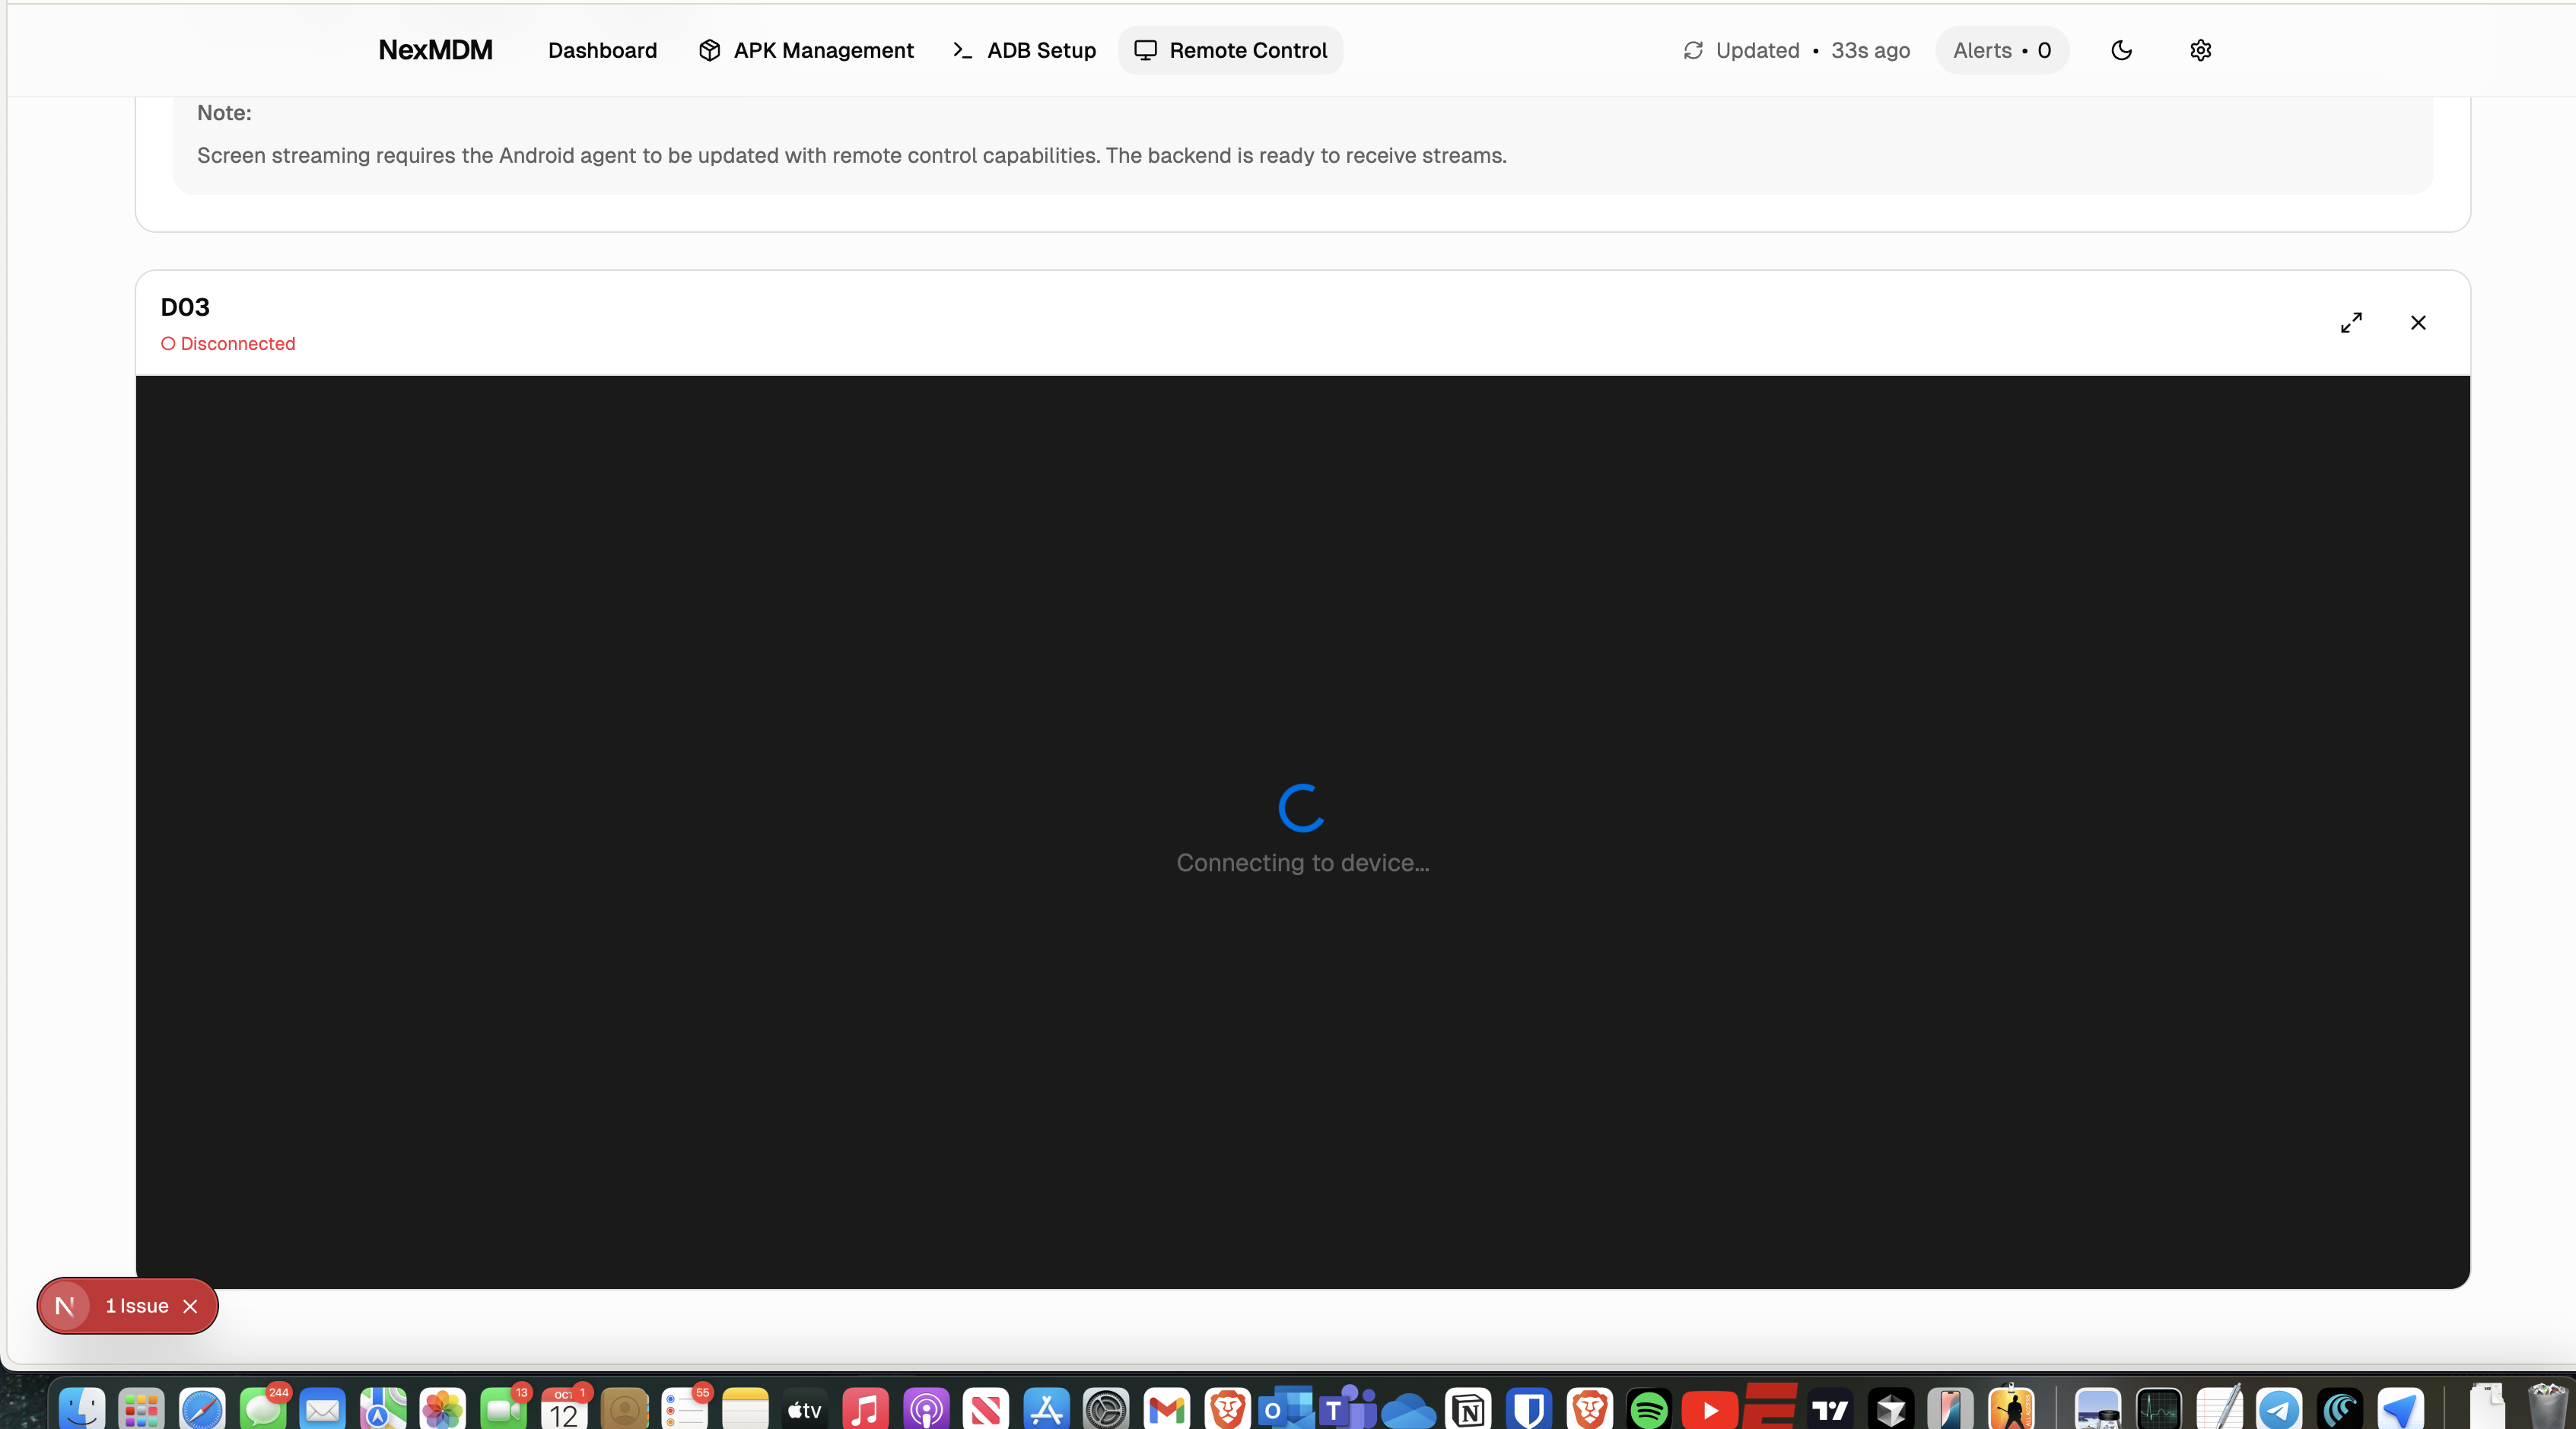 NexMDM Dashboard APK Management ADB Setup Remote Control Updated • 33s ago Alerts • 0
Note:
Screen streaming requires the Android agent to be updated with remote control capabilities. The backend is ready to receive streams.
D03
Disconnected
Connecting to device...
N 1 Issue
244 13 OCT 1 12 55 tv O T N